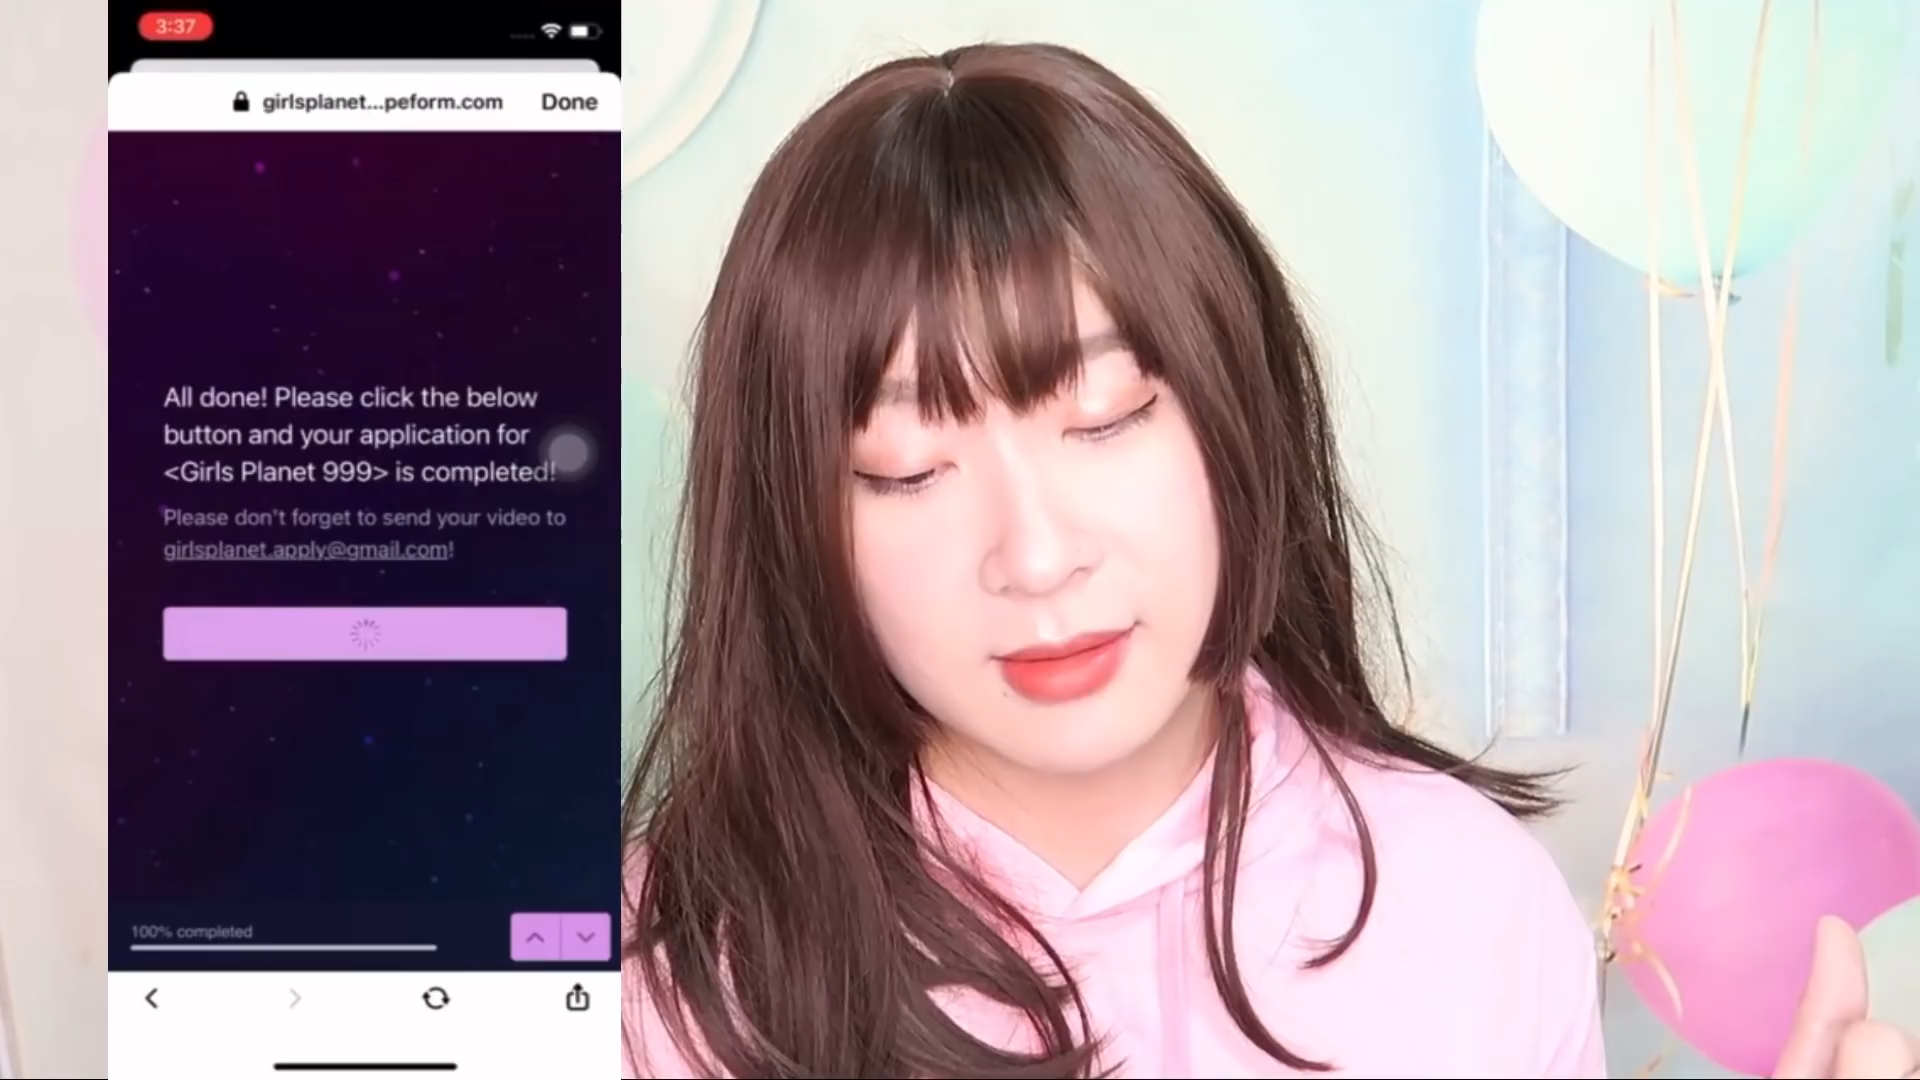 3:37
girlsplanet...peform.com
Done
All done! Please click the below
button and your application for
<Girls Planet 999> is completed!
Please don't forget to send your video to
girlsplanet.apply@gmail.com!
100% completed